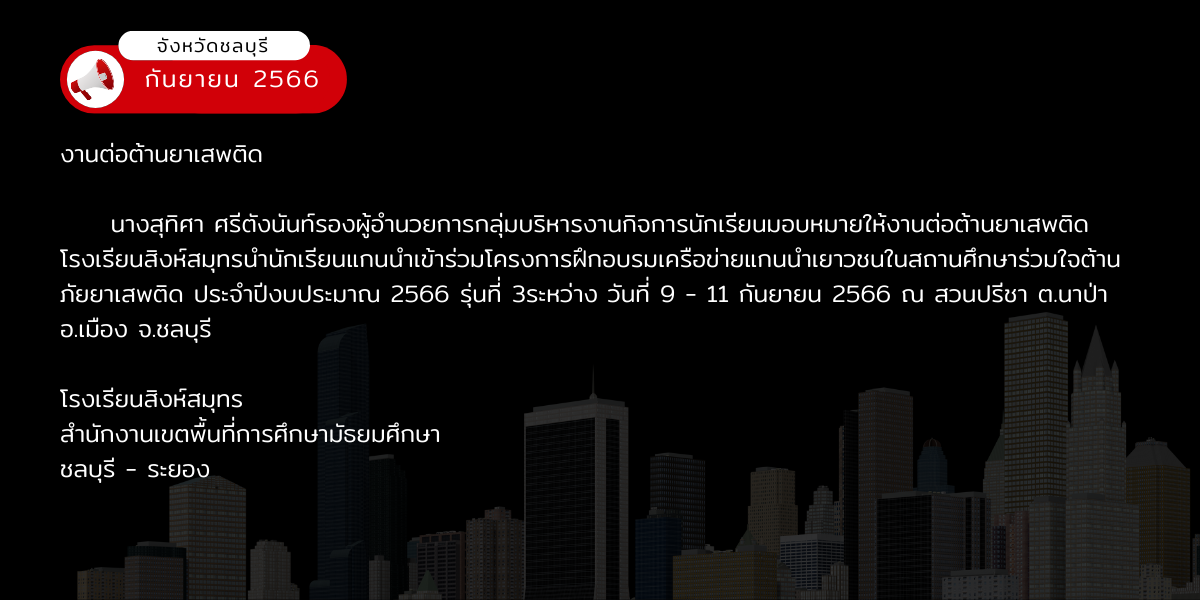 จังหวัดชลบุรี
กันยายน 2566
งานต่อต้านยาเสพติด
นางสุทิศา ศรีตังนันท์รองผู้อำนวยการกลุ่มบริหารงานกิจการนักเรียนมอบหมายให้งานต่อต้านยาเสพติด
โรงเรียนสิงห์สมุทรนำนักเรียนแกนนำเข้าร่วมโครงการฝึกอบรมเครือข่ายแกนนำเยาวชนในสถานศึกษาร่วมใจต้าน
ภัยยาเสพติด ประจำปีงบประมาณ 2566 รุ่นที่ 3ระหว่าง วันที่ 9 - 11 กันยายน 2566 ณ สวนปรีชา ต.นาป่า
อ.เมือง จ.ชลบุรี
โรงเรียนสิงห์สมุทร
สำนักงานเขตพื้นที่การศึกษามัธยมศึกษา
ชลบุรี - ระยอง